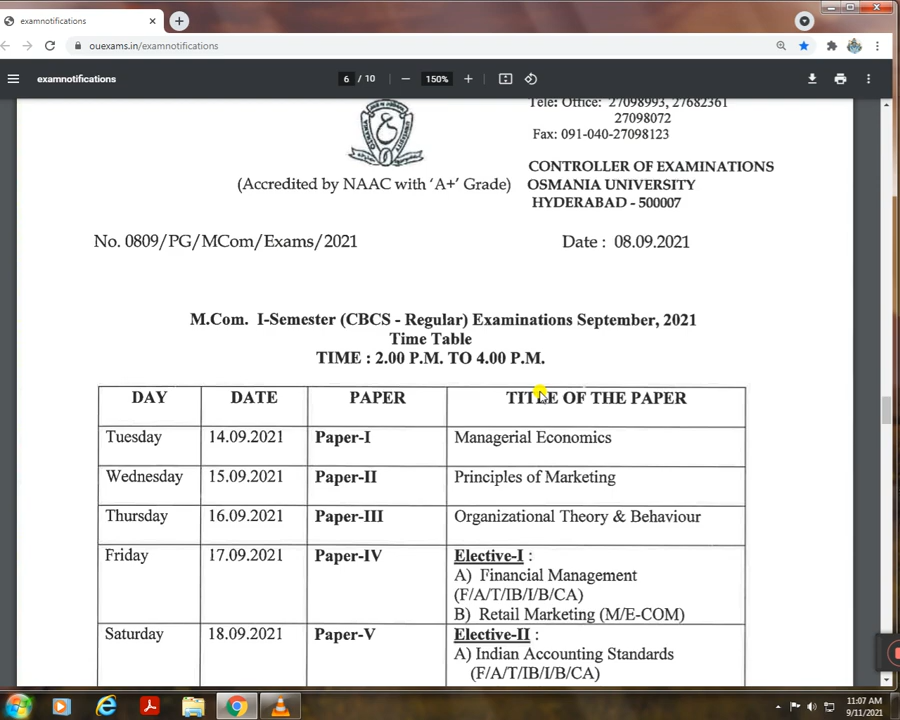 examnotifications
ouexams.in/examnotifications
examnotifications
6 / 10
150%
Tele: Office: 27098993, 27682361
27098072
Fax: 091-040-27098123
(Accredited by NAAC with 'A+' Grade)
CONTROLLER OF EXAMINATIONS
OSMANIA UNIVERSITY
HYDERABAD - 500007
No. 0809/PG/MCom/Exams/2021
Date : 08.09.2021
M.Com. I-Semester (CBCS - Regular) Examinations September, 2021
Time Table
TIME : 2.00 P.M. TO 4.00 P.M.
DAY DATE PAPER TITLE OF THE PAPER
Tuesday 14.09.2021 Paper-I Managerial Economics
Wednesday 15.09.2021 Paper-II Principles of Marketing
Thursday 16.09.2021 Paper-III Organizational Theory & Behaviour
Friday 17.09.2021 Paper-IV Elective-I :
A) Financial Management
(F/A/T/IB/I/B/CA)
B) Retail Marketing (M/E-COM)
Saturday 18.09.2021 Paper-V Elective-II :
A) Indian Accounting Standards
(F/A/T/IB/I/B/CA)
11:07 AM
9/11/2021